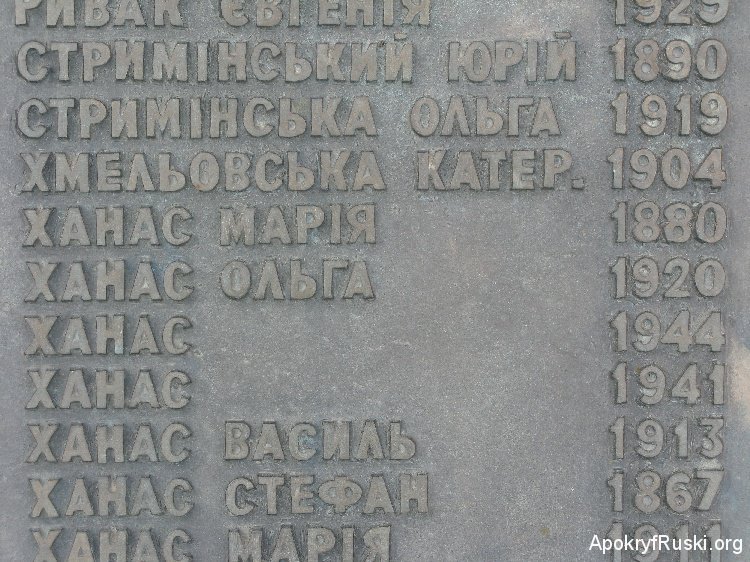 РИВАК ЄВГЕНІЯ 1929
СТРИМІНСЬКИЙ ЮРІЙ 1890
СТРИМІНСЬКА ОЛЬГА 1919
ХМЕЛЬОВСЬКА КАТЕР. 1904
ХАНАС МАРІЯ 1880
ХАНАС ОЛЬГА 1920
ХАНАС 1944
ХАНАС 1941
ХАНАС ВАСИЛЬ 1913
ХАНАС СТЕФАН 1867
ХАНАС МАРІЯ 1911
ApokryfRuski.org